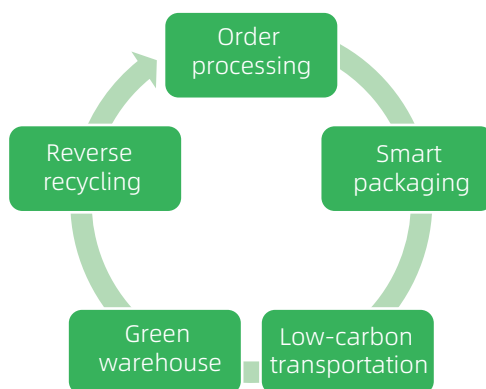 Order
processing
Smart
packaging
Low-carbon
transportation
Green
warehouse
Reverse
recycling